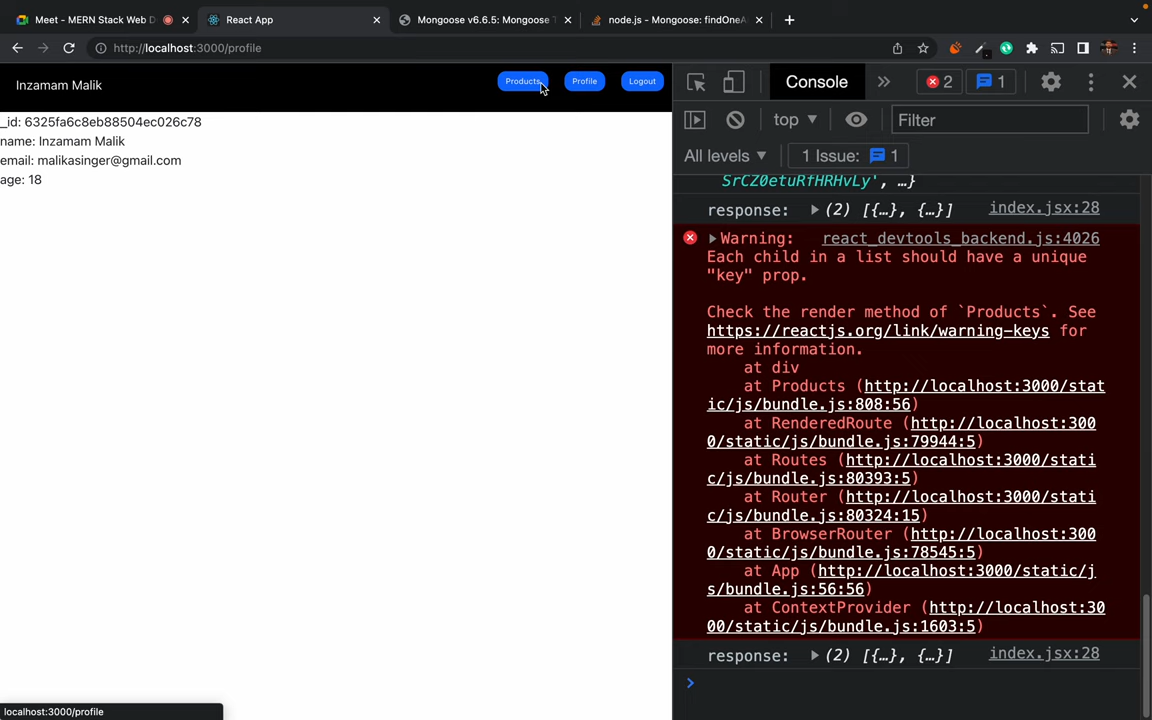 Meet - MERN Stack Web D
React App
Mongoose v6.6.5: Mongoose T
node.js - Mongoose: findOneA
http://localhost:3000/profile
Inzamam Malik
Products
Profile
Logout
_id: 6325fa6c8eb88504ec026c78
name: Inzamam Malik
email: malikasinger@gmail.com
age: 18
Console
2
1
top
Filter
All levels
1 Issue: 1
SrCZ0etuRfHRHvLy', …}
response: (2) [{…}, {…}] index.jsx:28
Warning: react_devtools_backend.js:4026
Each child in a list should have a unique
"key" prop.
Check the render method of `Products`. See
https://reactjs.org/link/warning-keys for
more information.
at div
at Products (http://localhost:3000/stat
ic/js/bundle.js:808:56)
at RenderedRoute (http://localhost:300
0/static/js/bundle.js:79944:5)
at Routes (http://localhost:3000/stati
c/js/bundle.js:80393:5)
at Router (http://localhost:3000/stati
c/js/bundle.js:80324:15)
at BrowserRouter (http://localhost:300
0/static/js/bundle.js:78545:5)
at App (http://localhost:3000/static/j
s/bundle.js:56:56)
at ContextProvider (http://localhost:30
00/static/js/bundle.js:1603:5)
response: (2) [{…}, {…}] index.jsx:28
localhost:3000/profile